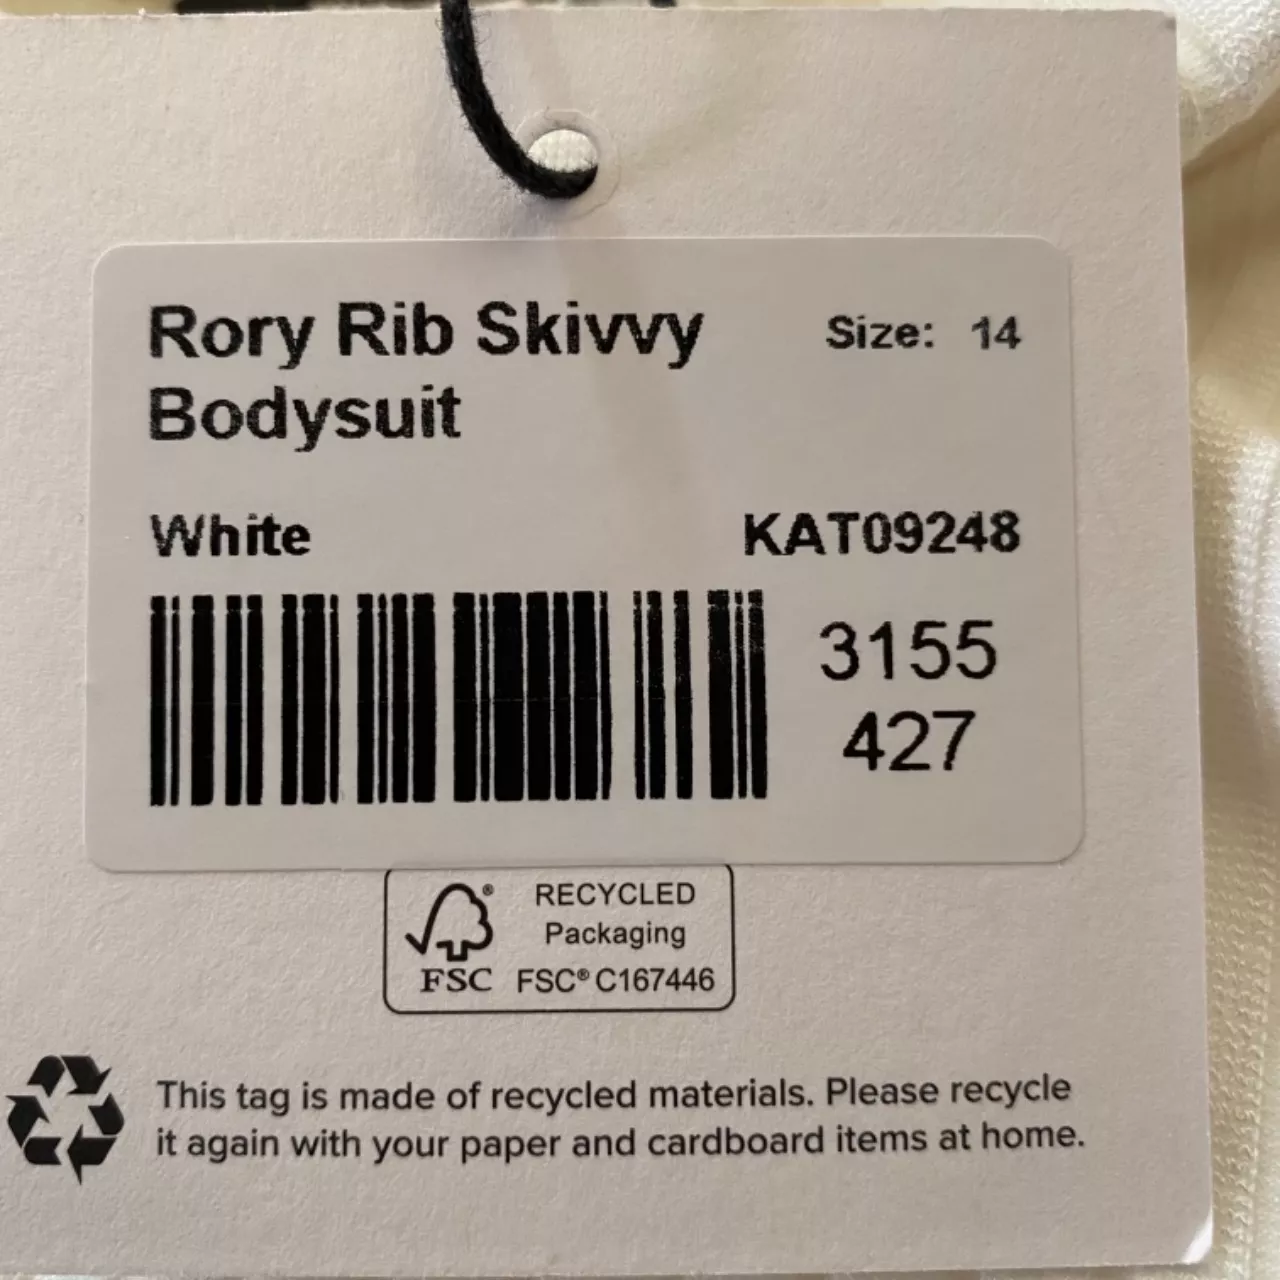 Rory Rib Skivvy Size: 14
Bodysuit
White KAT09248
3155
427
RECYCLED
Packaging
FSC FSC® C167446
This tag is made of recycled materials. Please recycle
it again with your paper and cardboard items at home.